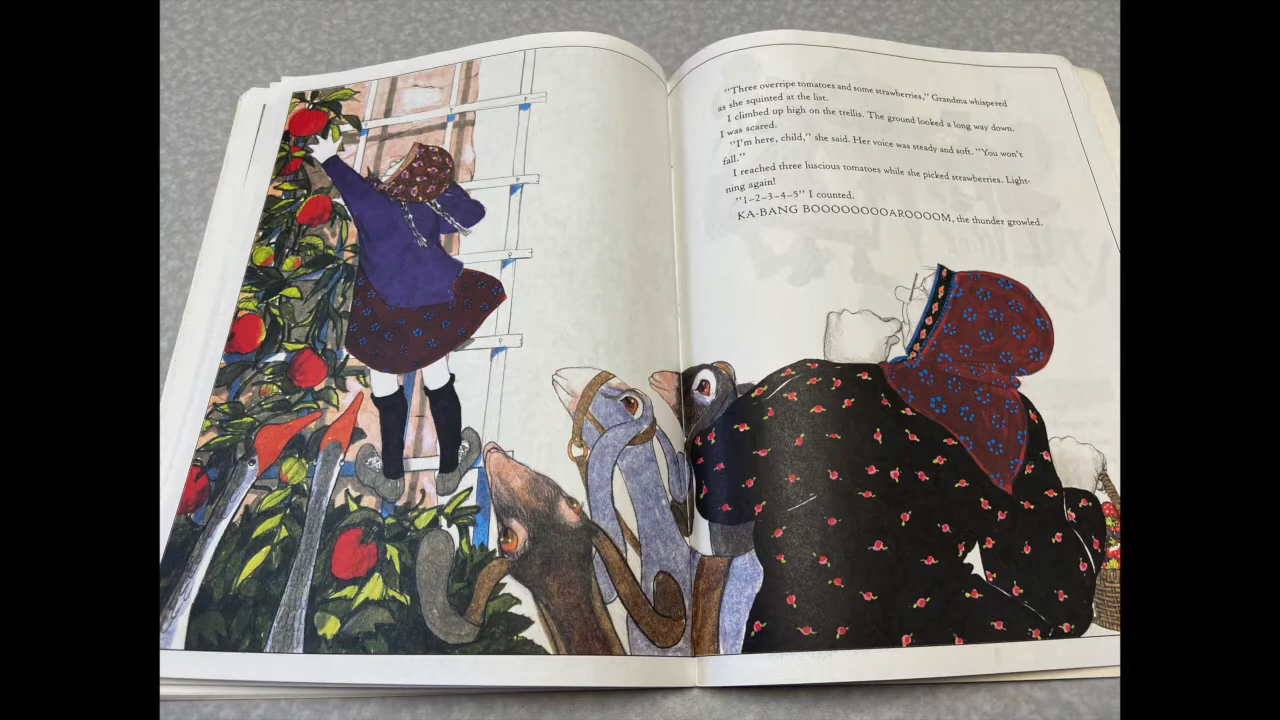 "Three overripe tomatoes and some strawberries," Grandma whispered
as she squinted at the list.
I climbed up high on the trellis. The ground looked a long way down.
I was scared.
"I'm here, child," she said. Her voice was steady and soft. "You won't
fall."
I reached three luscious tomatoes while she picked strawberries. Light-
ning again!
"1–2–3–4–5" I counted.
KA-BANG BOOOOOOOOAROOOOM, the thunder growled.